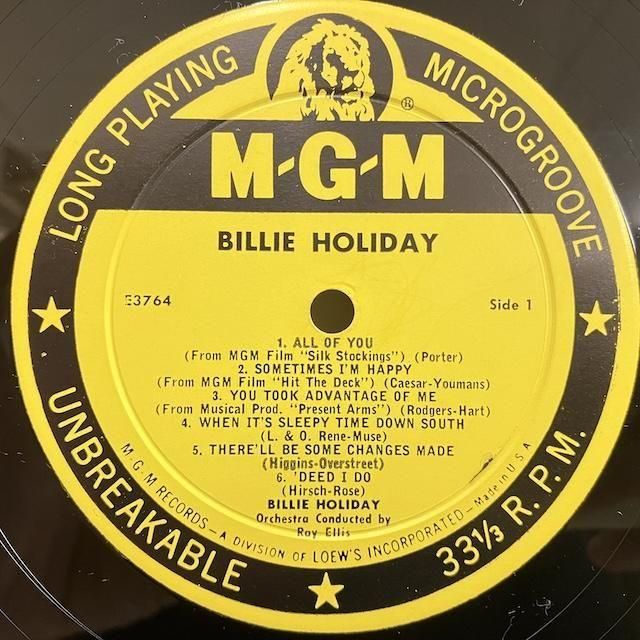 LONG PLAYING
MICROGROOVE
®
M-G-M
BILLIE HOLIDAY
E3764
Side 1
1. ALL OF YOU
(From MGM Film "Silk Stockings") (Porter)
2. SOMETIMES I'M HAPPY
(From MGM Film "Hit The Deck") (Caesar-Youmans)
3. YOU TOOK ADVANTAGE OF ME
(From Musical Prod. "Present Arms") (Rodgers-Hart)
4. WHEN IT'S SLEEPY TIME DOWN SOUTH
(L. & O. Rene-Muse)
5. THERE'LL BE SOME CHANGES MADE
(Higgins-Overstreet)
6. 'DEED I DO
(Hirsch-Rose)
BILLIE HOLIDAY
Orchestra Conducted by
Ray Ellis
M-G-M RECORDS—A DIVISION OF LOEW'S INCORPORATED—Made in U S A
UNBREAKABLE
33⅓ R. P. M.